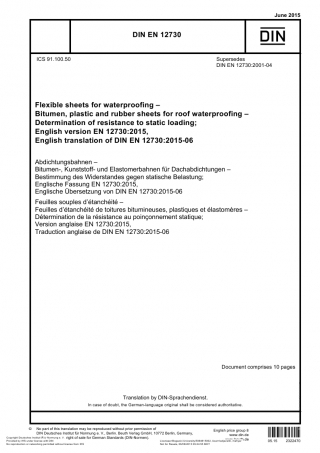 June 2015
DIN EN 12730
DIN
ICS 91.100.50
Supersedes
DIN EN 12730:2001-04
Flexible sheets for waterproofing –
Bitumen, plastic and rubber sheets for roof waterproofing –
Determination of resistance to static loading;
English version EN 12730:2015,
English translation of DIN EN 12730:2015-06
Abdichtungsbahnen –
Bitumen-, Kunststoff- und Elastomerbahnen für Dachabdichtungen –
Bestimmung des Widerstandes gegen statische Belastung;
Englische Fassung EN 12730:2015,
Englische Übersetzung von DIN EN 12730:2015-06
Feuilles souples d'étanchéité –
Feuilles d'étanchéité de toitures bitumineuses, plastiques et élastomères –
Détermination de la résistance au poinçonnement statique;
Version anglaise EN 12730:2015,
Traduction anglaise de DIN EN 12730:2015-06
Document comprises 10 pages
Translation by DIN-Sprachendienst.
In case of doubt, the German-language original shall be considered authoritative.
© No part of this translation may be reproduced without prior permission of
DIN Deutsches Institut für Normung e. V., Berlin. Beuth Verlag GmbH, 10772 Berlin, Germany,
right of sale for German Standards (DIN-Normen).
English price group 8
www.din.de